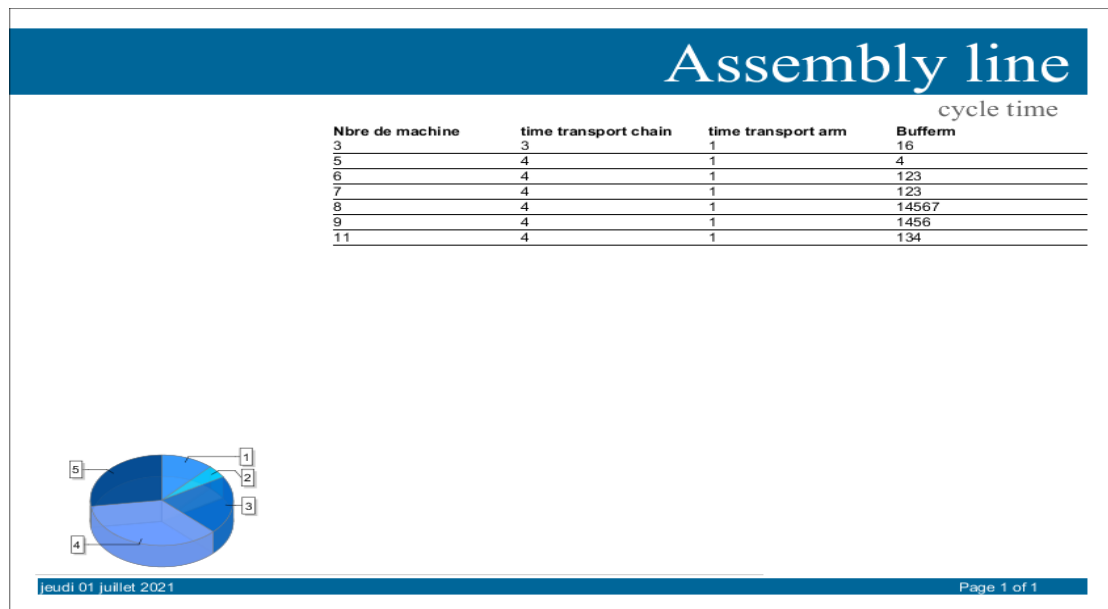 Assembly line
cycle time
Nbre de machine time transport chain time transport arm Bufferm
3 3 1 16
5 4 1 4
6 4 1 123
7 4 1 123
8 4 1 14567
9 4 1 1456
11 4 1 134
1
2
3
4
5
jeudi 01 juillet 2021 Page 1 of 1